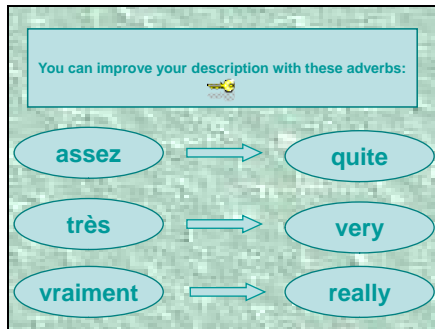 You can improve your description with these adverbs:
assez quite
très very
vraiment really